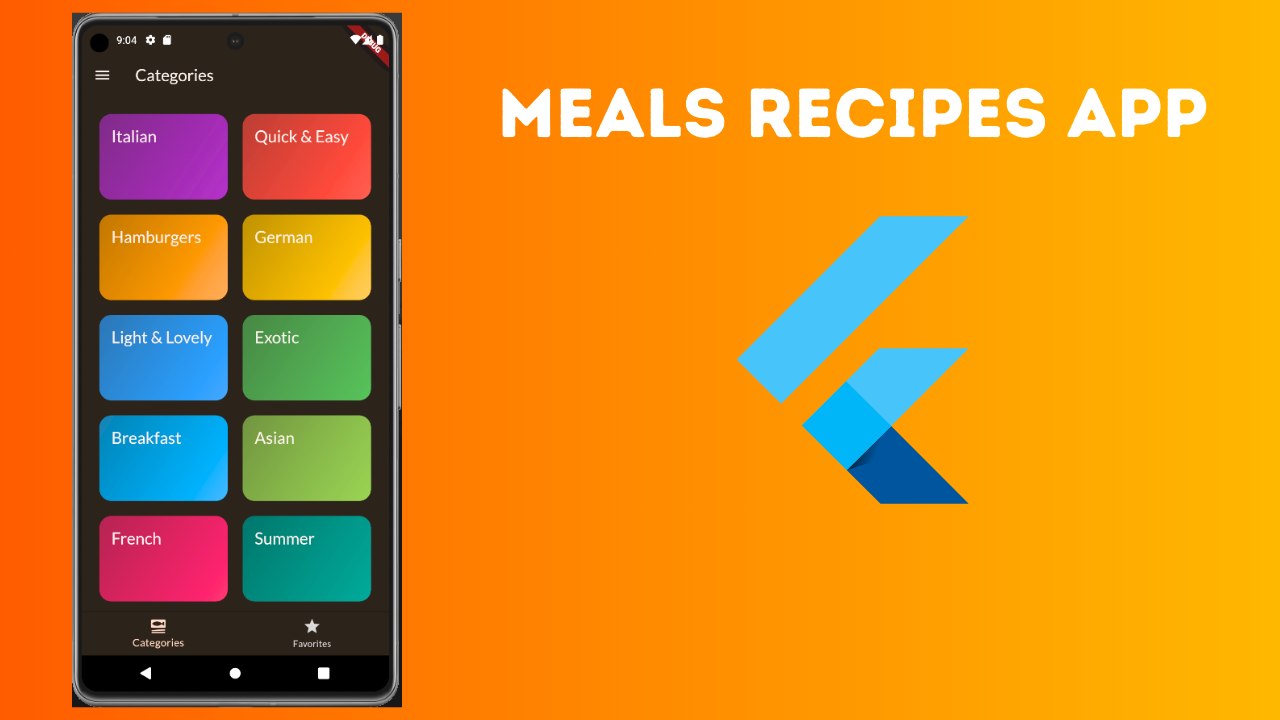 9:04
DEBUG
Categories
Italian
Quick & Easy
Hamburgers
German
Light & Lovely
Exotic
Breakfast
Asian
French
Summer
Categories
Favorites
MEALS RECIPES APP